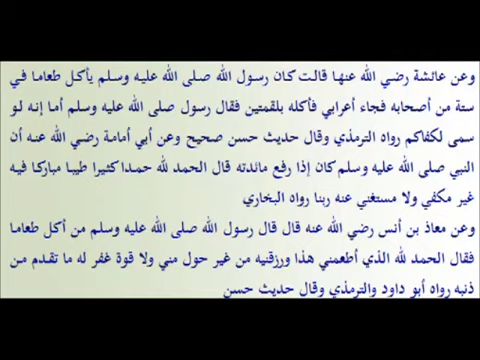 وعن عائشة رضي الله عنها قالت كان رسول الله صلى الله عليه وسلم يأكل طعاما في
ستة من أصحابه فجاء أعرابي فأكله بلقمتين فقال رسول الله صلى الله عليه وسلم أما إنه لو
سمى لكفاكم رواه الترمذي وقال حديث حسن صحيح وعن أبي أمامة رضي الله عنه أن
النبي صلى الله عليه وسلم كان إذا رفع مائدته قال الحمد لله حمدا كثيرا طيبا مباركا فيه
غير مكفي ولا مستغني عنه ربنا رواه البخاري
وعن معاذ بن أنس رضي الله عنه قال قال رسول الله صلى الله عليه وسلم من أكل طعاما
فقال الحمد لله الذي أطعمني هذا ورزقنيه من غير حول مني ولا قوة غفر له ما تقدم من
ذنبه رواه أبو داود والترمذي وقال حديث حسن